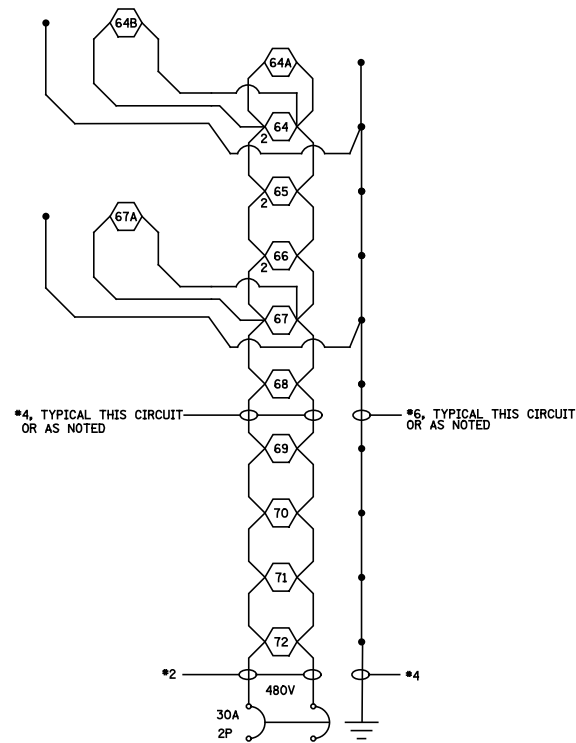 64B
64A
64
2
65
2
67A
66
2
67
68
*4, TYPICAL THIS CIRCUIT
OR AS NOTED
*6, TYPICAL THIS CIRCUIT
OR AS NOTED
69
70
71
72
*2
*4
480V
30A
2P